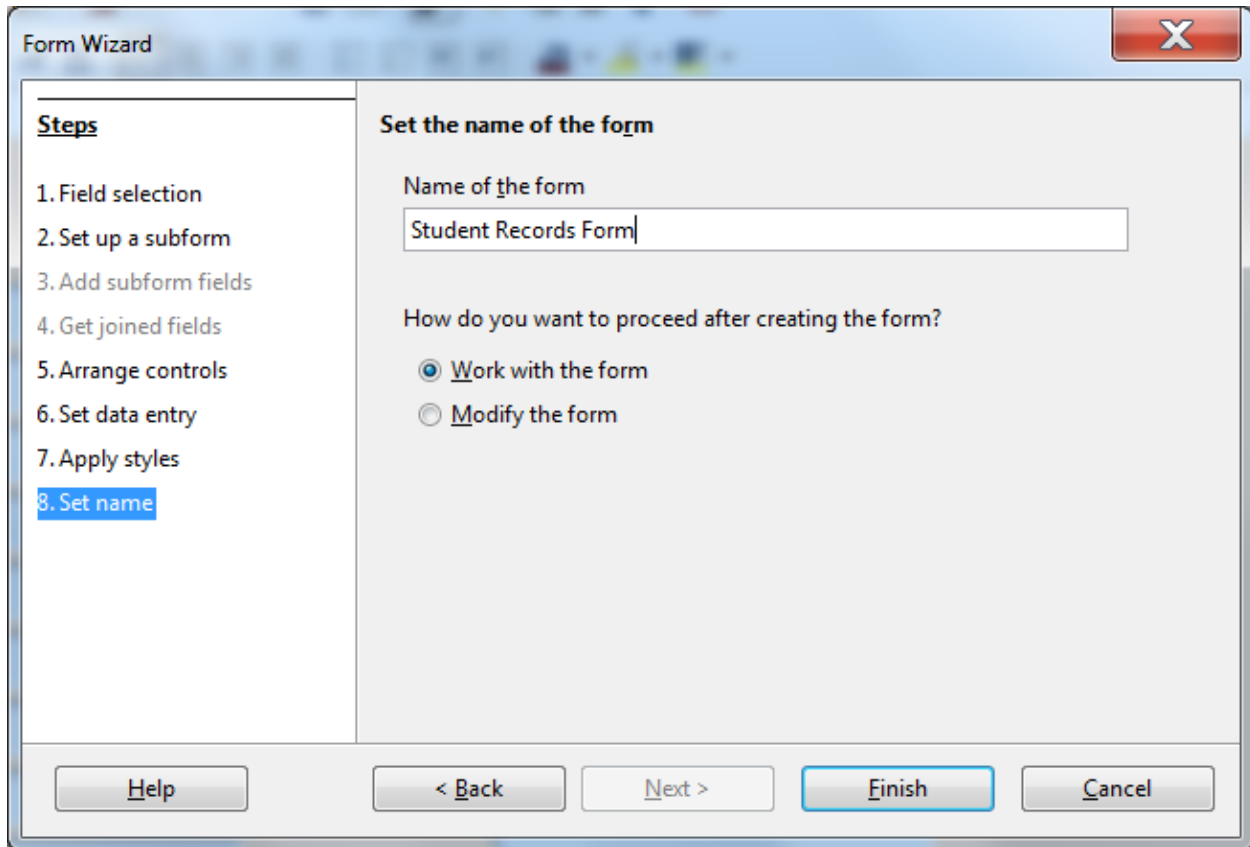 Form Wizard
Steps
1. Field selection
2. Set up a subform
3. Add subform fields
4. Get joined fields
5. Arrange controls
6. Set data entry
7. Apply styles
8. Set name
Set the name of the form
Name of the form
Student Records Form
How do you want to proceed after creating the form?
Work with the form
Modify the form
Help
< Back
Next >
Finish
Cancel